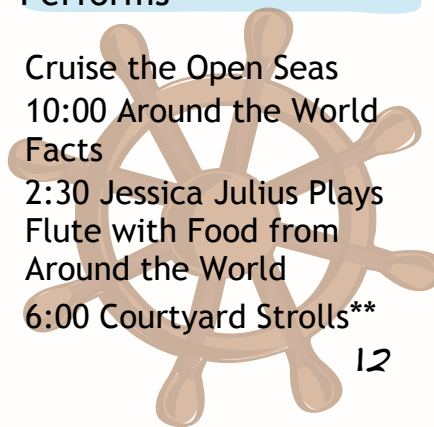 Performs
Cruise the Open Seas
10:00 Around the World
Facts
2:30 Jessica Julius Plays
Flute with Food from
Around the World
6:00 Courtyard Strolls**
12